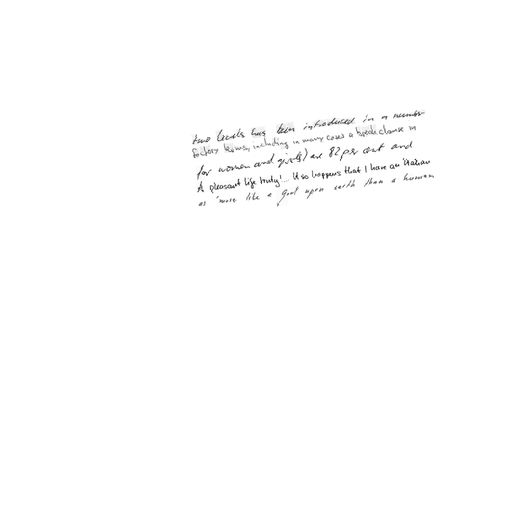 two levels has been introduced in a number
factory towns, including in many cases a break clause in
for women and girls) are 82 per cent and
A pleasant life truly!... It so happens that I have an Italian
as "more like a god upon earth than a human